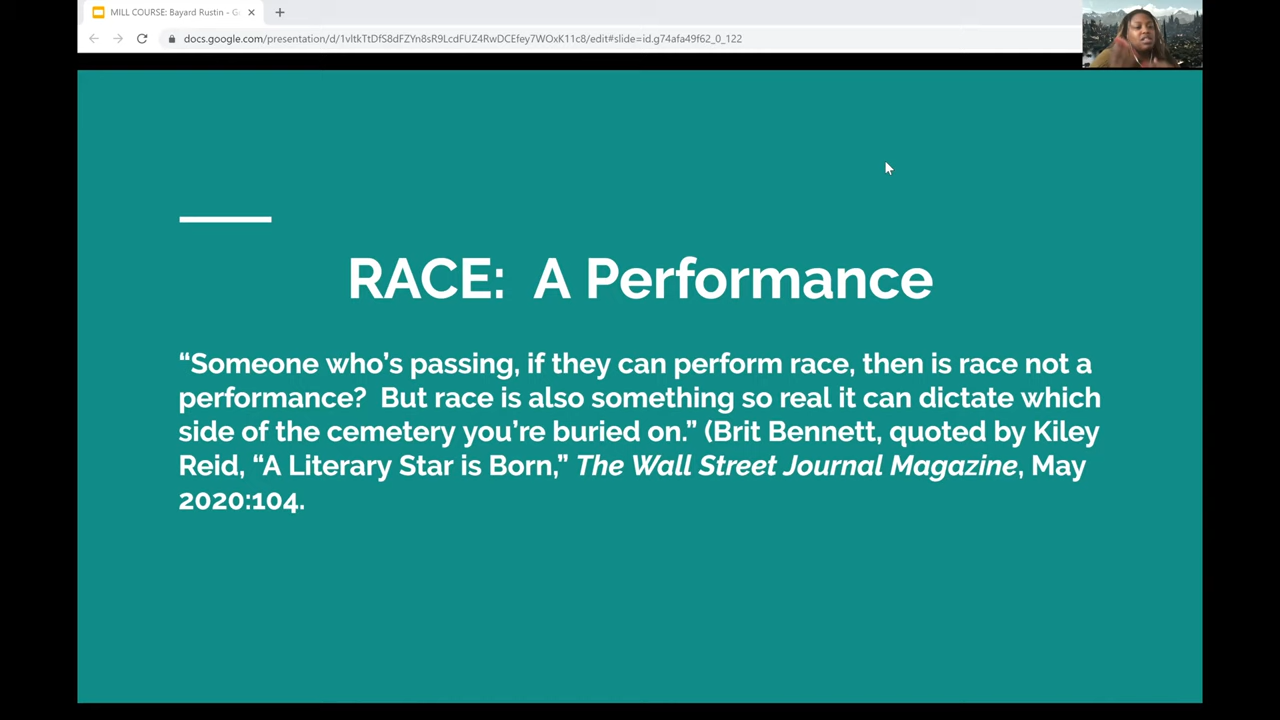 MILL COURSE: Bayard Rustin - G
docs.google.com/presentation/d/1vltkTtDfS8dFZYn8sR9LcdFUZ4RwDCEfey7WOxK11c8/edit#slide=id.g74afa49f62_0_122
RACE:  A Performance
“Someone who’s passing, if they can perform race, then is race not a
performance?  But race is also something so real it can dictate which
side of the cemetery you’re buried on.” (Brit Bennett, quoted by Kiley
Reid, “A Literary Star is Born,” The Wall Street Journal Magazine, May
2020:104.